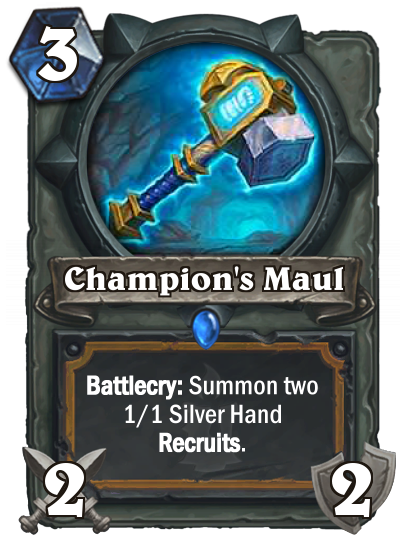 3
Champion's Maul
Battlecry: Summon two
1/1 Silver Hand
Recruits.
2
2